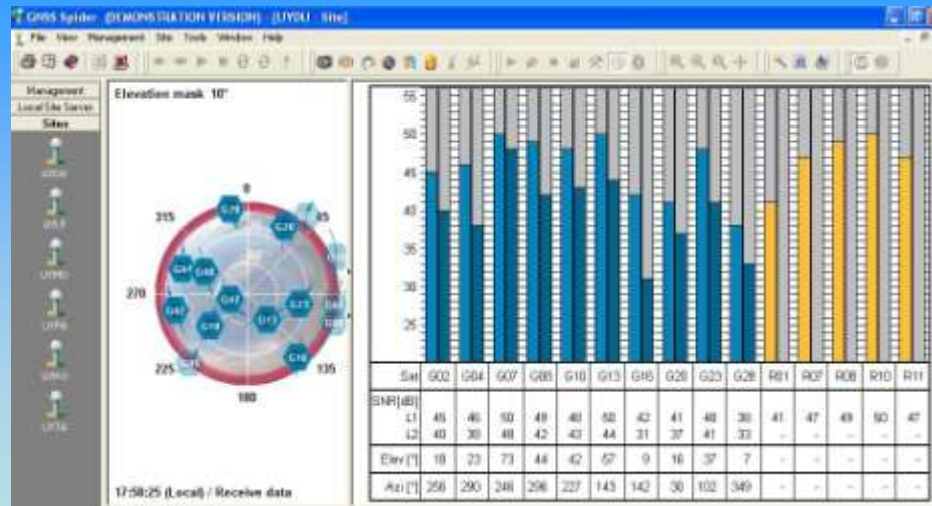 GNSS Spider (DEMONSTRATION VERSION) - [UYDLI - Site]
File View Management Site Tools Window Help
Management
Local Site Server
Sites
Elevation mask 10°
0
45
315
270
225
135
180
G26
G04
G08
G02
G07
G10
G13
G23
G16
55
50
45
40
35
30
25
Sat G02 G04 G07 G08 G10 G13 G16 G20 G23 G28 R01 R07 R08 R10 R11
SNR[dB]
L1 45 46 50 49 48 50 42 41 48 38 41 47 49 50 47
L2 40 38 48 42 43 44 31 37 41 33 - - - - -
Elev [°] 18 23 73 44 42 57 9 16 37 7 - - - - -
Azi [°] 256 290 246 296 227 143 142 30 102 349 - - - - -
17:58:25 (Local) / Receive data